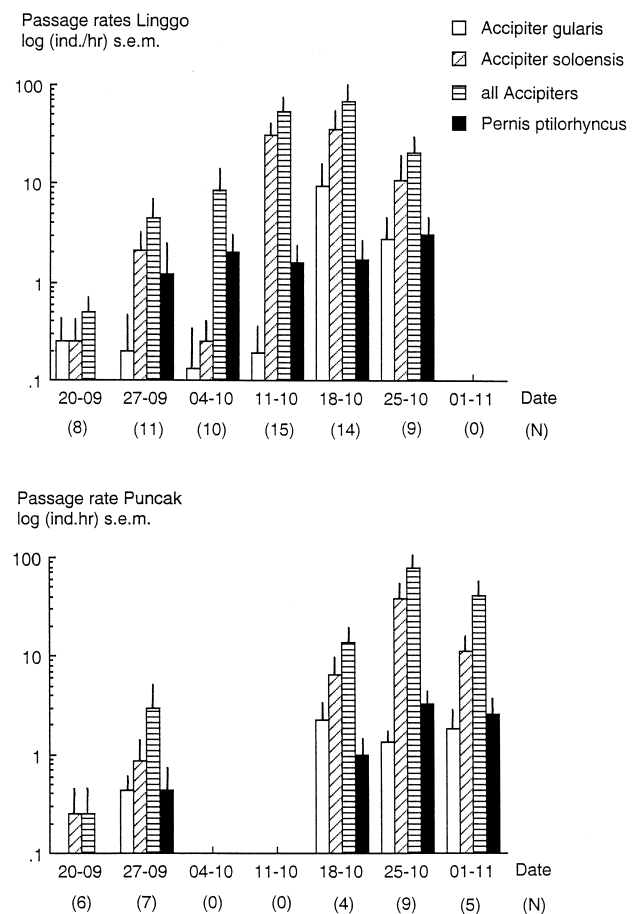 Passage rates Linggo
log (ind./hr) s.e.m.
Accipiter gularis
Accipiter soloensis
all Accipiters
Pernis ptilorhyncus
100
10
1
.1
20-09 27-09 04-10 11-10 18-10 25-10 01-11 Date
(8) (11) (10) (15) (14) (9) (0) (N)
Passage rate Puncak
log (ind.hr) s.e.m.
100
10
1
.1
20-09 27-09 04-10 11-10 18-10 25-10 01-11 Date
(6) (7) (0) (0) (4) (9) (5) (N)